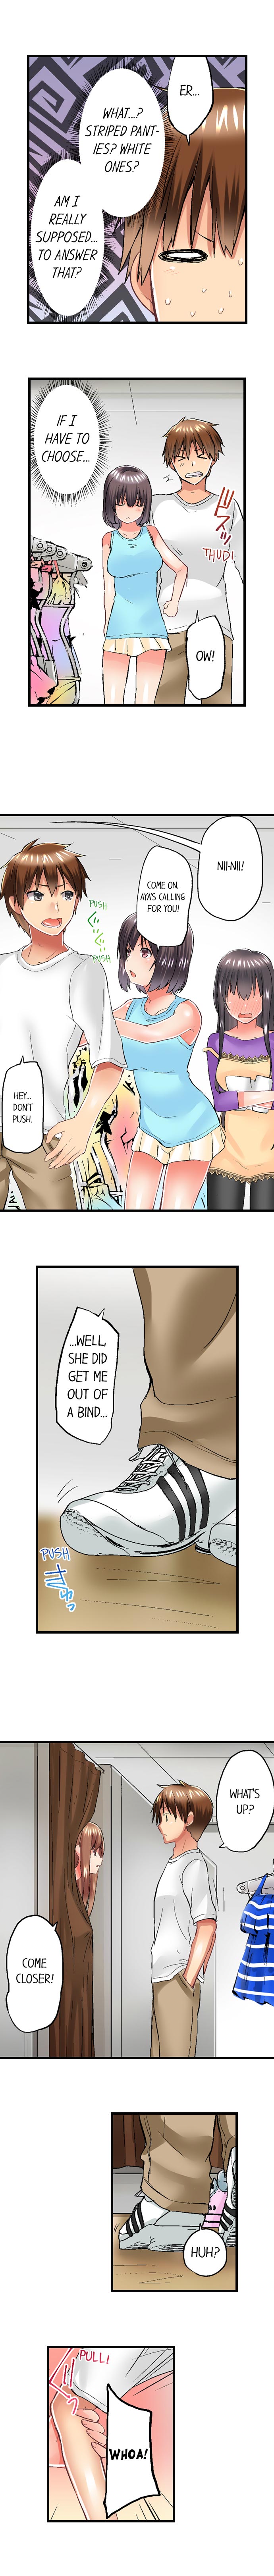 ER...
WHAT...?
STRIPED PANT-
IES? WHITE
ONES?
AM I
REALLY
SUPPOSED...
TO ANSWER
THAT?
IF I
HAVE TO
CHOOSE...
THUD!
OW!
NII-NII!
COME ON,
AYA'S CALLING
FOR YOU!
PUSH
PUSH
HEY...
DON'T
PUSH.
...WELL,
SHE DID
GET ME
OUT OF
A BIND...
PUSH
WHAT'S
UP?
COME
CLOSER!
HUH?
PULL!
WHOA!